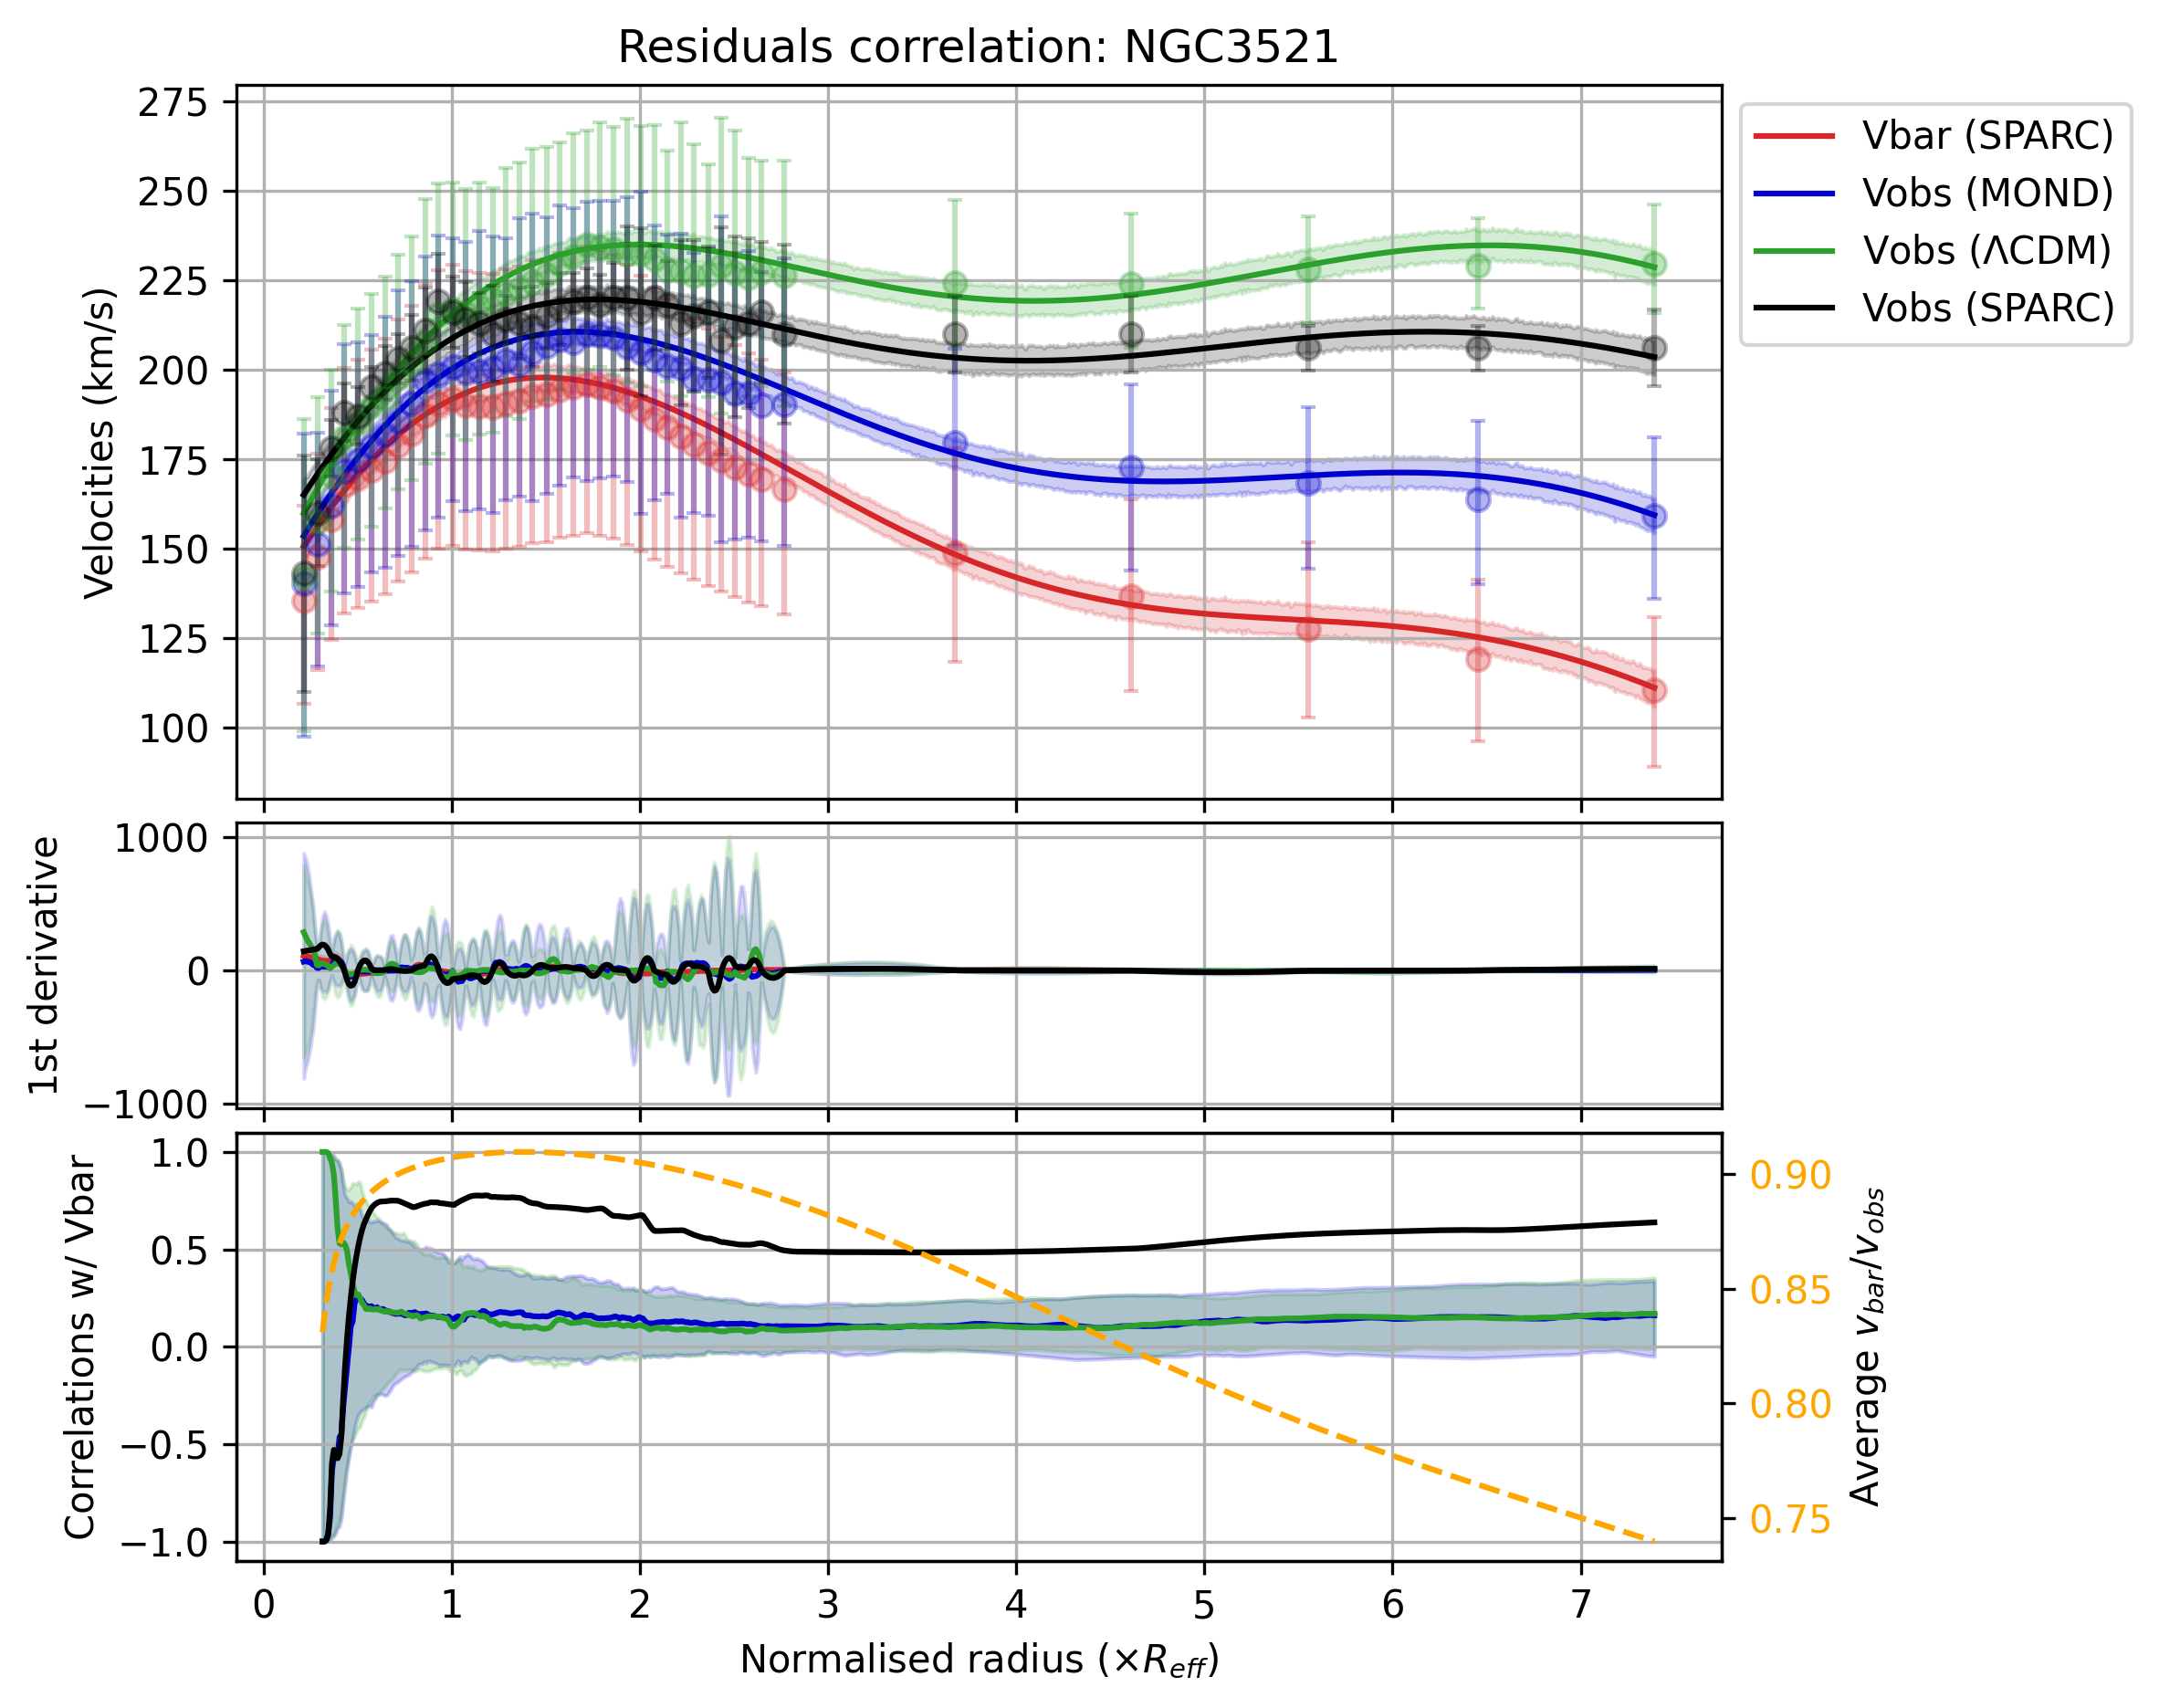 Residuals correlation: NGC3521
275
250
225
200
175
150
125
100
Velocities (km/s)
Vbar (SPARC)
Vobs (MOND)
Vobs (ΛCDM)
Vobs (SPARC)
1000
0
−1000
1st derivative
1.0
0.5
0.0
−0.5
−1.0
Correlations w/ Vbar
0.90
0.85
0.80
0.75
Average v_bar/v_obs
0 1 2 3 4 5 6 7
Normalised radius (×R_eff)